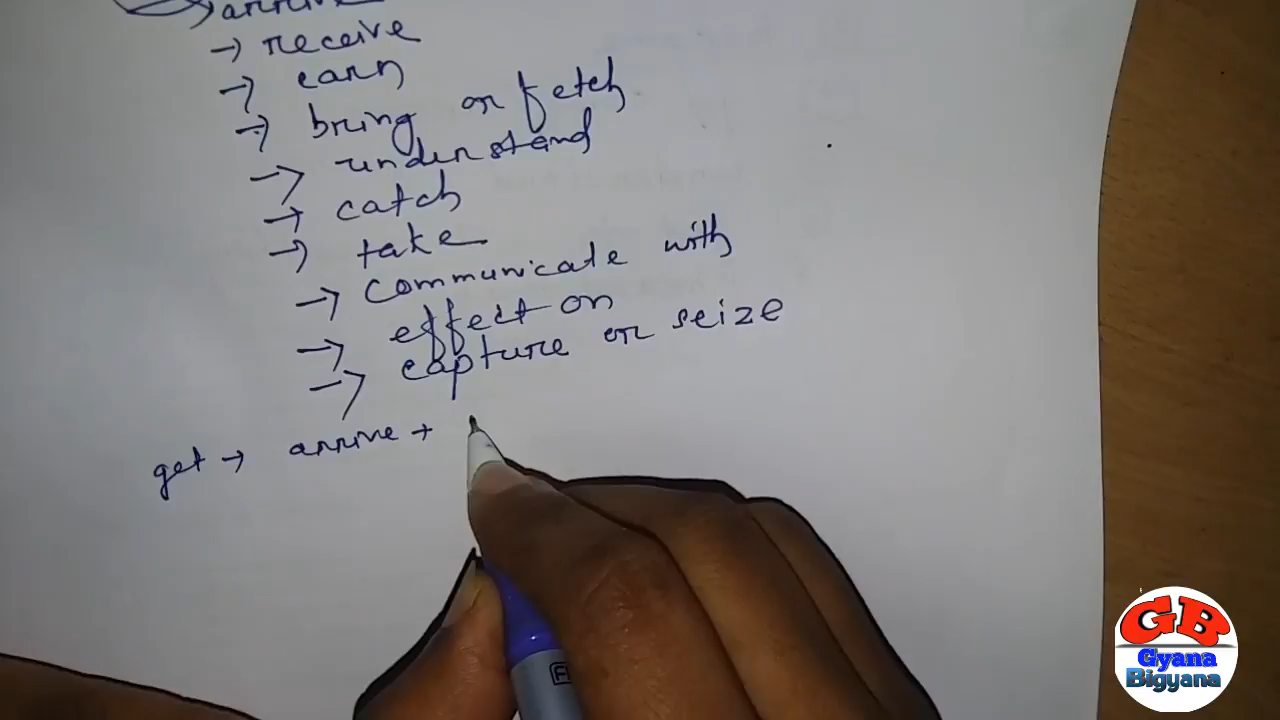 → arrive
→ receive
→ earn
→ bring or fetch
→ understand
→ catch
→ take
→ communicate with
→ effect on
→ capture or seize
get → arrive +
GB
Gyana
Bigyana